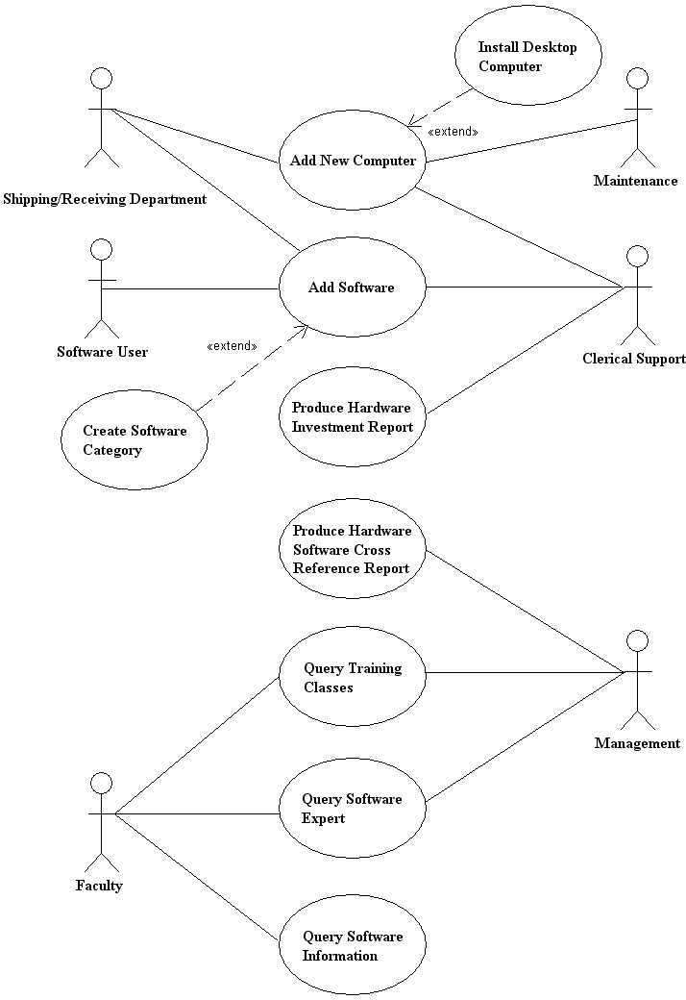 Install Desktop
Computer
«extend»
Add New Computer
Shipping/Receiving Department
Maintenance
Add Software
Software User
«extend»
Clerical Support
Create Software
Category
Produce Hardware
Investment Report
Produce Hardware
Software Cross
Reference Report
Query Training
Classes
Management
Query Software
Expert
Faculty
Query Software
Information